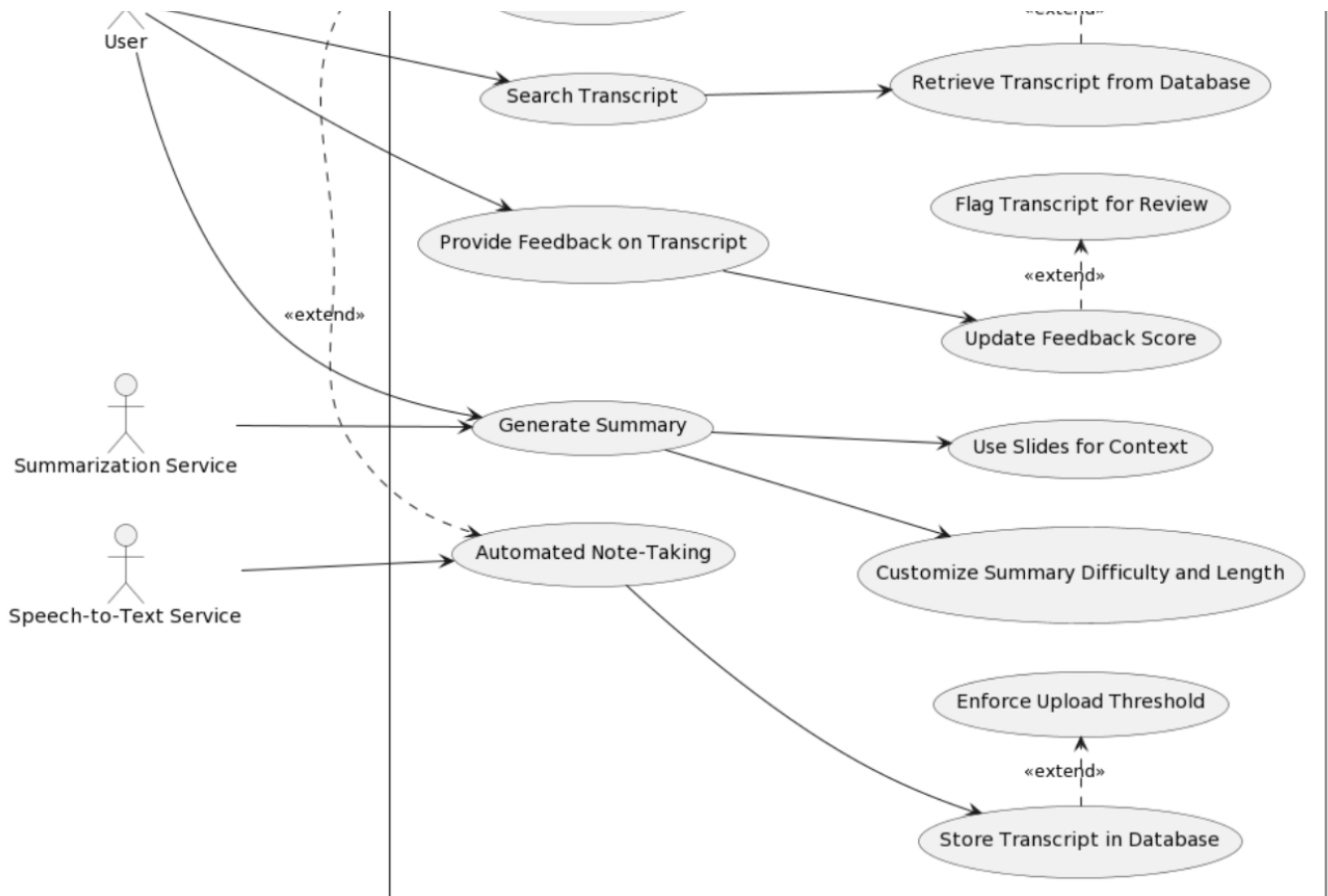 «extend»
User
Search Transcript
Retrieve Transcript from Database
Flag Transcript for Review
Provide Feedback on Transcript
«extend»
«extend»
Update Feedback Score
Generate Summary
Use Slides for Context
Summarization Service
Automated Note-Taking
Customize Summary Difficulty and Length
Speech-to-Text Service
Enforce Upload Threshold
«extend»
Store Transcript in Database